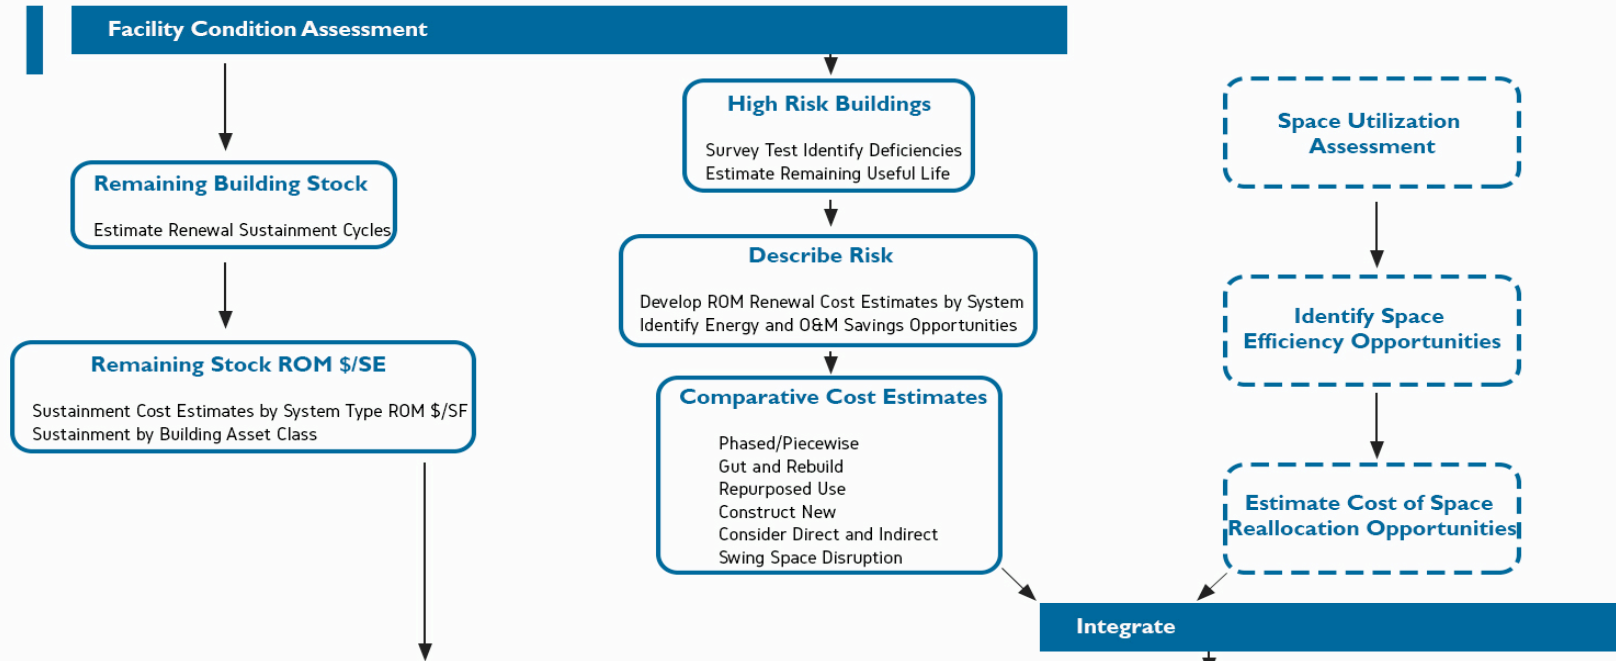 Facility Condition Assessment
High Risk Buildings
Survey Test Identify Deficiencies
Estimate Remaining Useful Life
Space Utilization
Assessment
Remaining Building Stock
Estimate Renewal Sustainment Cycles
Describe Risk
Develop ROM Renewal Cost Estimates by System
Identify Energy and O&M Savings Opportunities
Identify Space
Efficiency Opportunities
Remaining Stock ROM $/SE
Sustainment Cost Estimates by System Type ROM $/SF
Sustainment by Building Asset Class
Comparative Cost Estimates
Phased/Piecewise
Gut and Rebuild
Repurposed Use
Construct New
Consider Direct and Indirect
Swing Space Disruption
Estimate Cost of Space
Reallocation Opportunities
Integrate